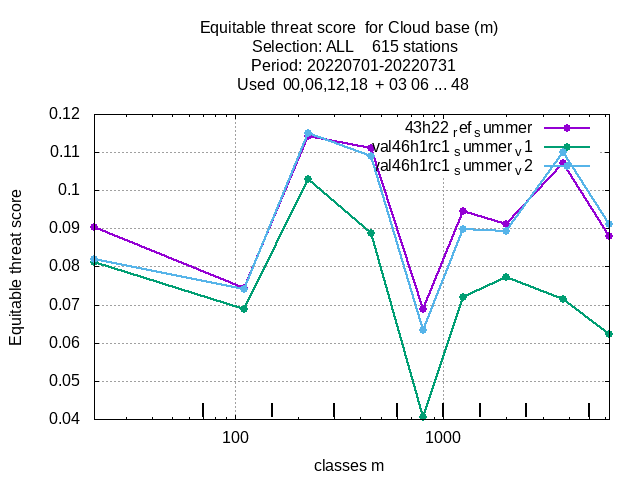 Equitable threat score for Cloud base (m)
Selection: ALL 615 stations
Period: 20220701-20220731
Used 00,06,12,18 + 03 06 ... 48
0.12
0.11
0.1
0.09
0.08
0.07
0.06
0.05
0.04
Equitable threat score
43h22_ref_summer
val46h1rc1_summer_v1
val46h1rc1_summer_v2
100
1000
classes m